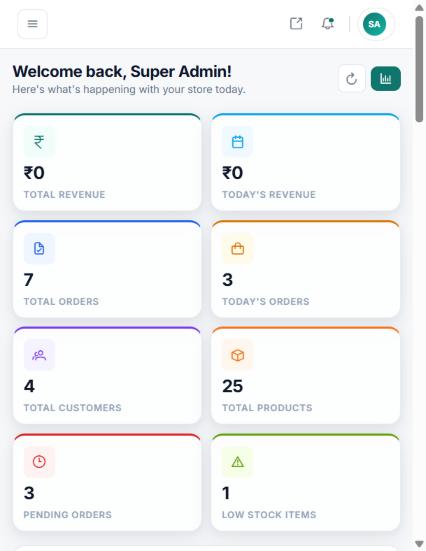 SA
Welcome back, Super Admin!
Here's what's happening with your store today.
₹0
TOTAL REVENUE
₹0
TODAY'S REVENUE
7
TOTAL ORDERS
3
TODAY'S ORDERS
4
TOTAL CUSTOMERS
25
TOTAL PRODUCTS
3
PENDING ORDERS
1
LOW STOCK ITEMS